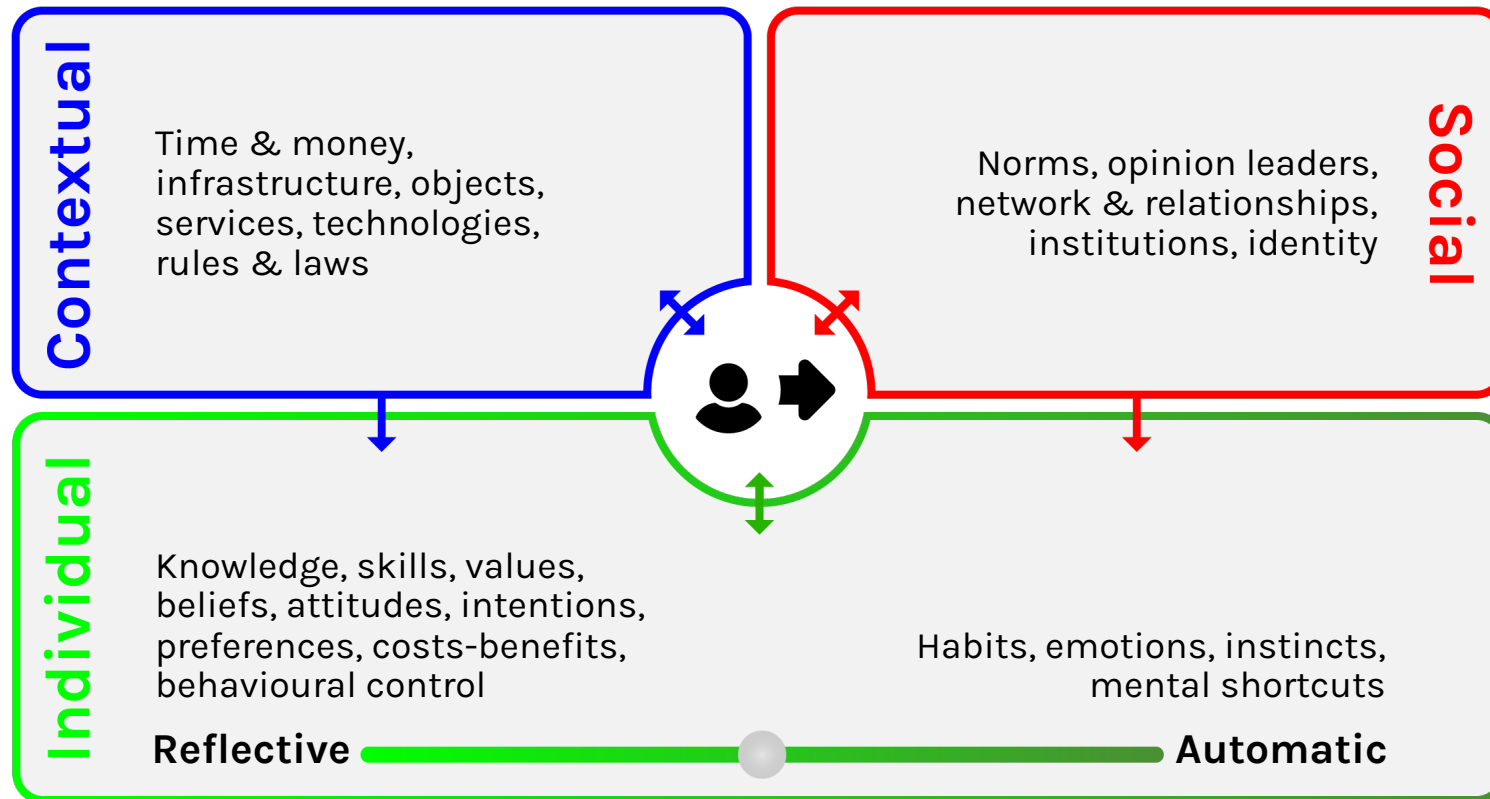 Contextual
Time & money,
infrastructure, objects,
services, technologies,
rules & laws
Social
Norms, opinion leaders,
network & relationships,
institutions, identity
Individual
Knowledge, skills, values,
beliefs, attitudes, intentions,
preferences, costs-benefits,
behavioural control
Habits, emotions, instincts,
mental shortcuts
Reflective
Automatic